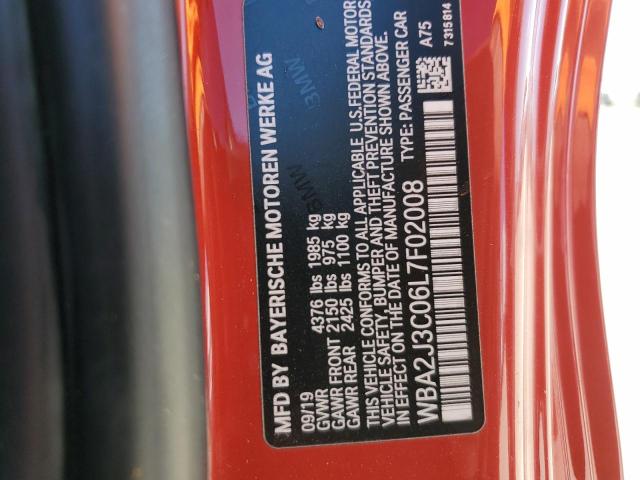 MFD BY BAYERISCHE MOTOREN WERKE AG
09/19
GVWR 4376 lbs 1985 kg
GAWR FRONT 2150 lbs 975 kg
GAWR REAR 2425 lbs 1100 kg
THIS VEHICLE CONFORMS TO ALL APPLICABLE U.S.FEDERAL MOTOR
VEHICLE SAFETY, BUMPER AND THEFT PREVENTION STANDARDS
IN EFFECT ON THE DATE OF MANUFACTURE SHOWN ABOVE.
WBA2J3C06L7F02008 TYPE: PASSENGER CAR
A75
7315814
BMW
BMW